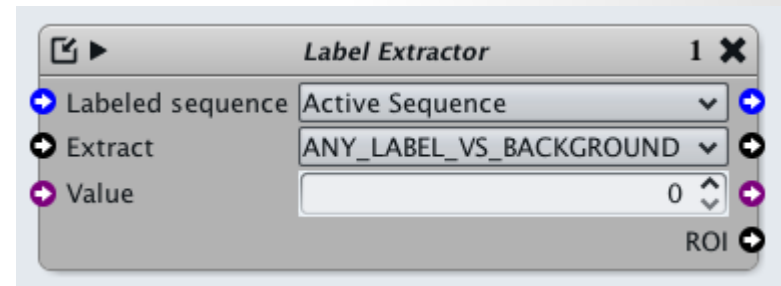 Label Extractor 1
Labeled sequence Active Sequence
Extract ANY_LABEL_VS_BACKGROUND
Value 0
ROI